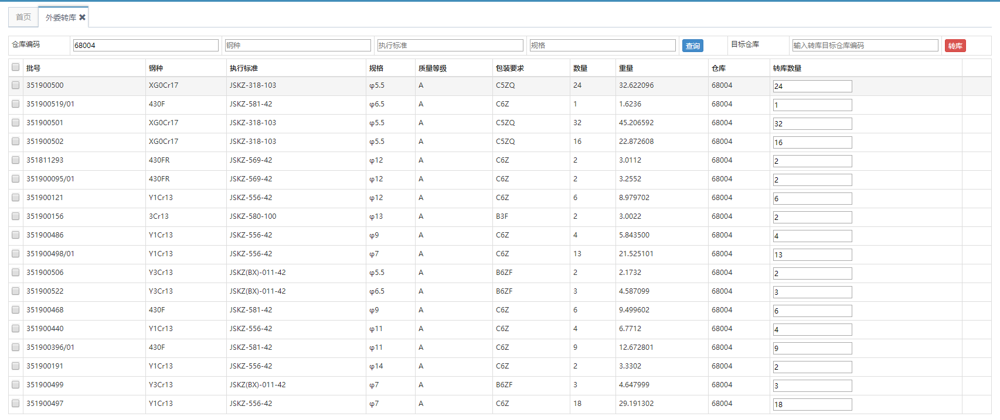 首页 外委转库
仓库编码 68004 钢种 执行标准 规格 查询 目标仓库 输入转库目标仓库编码 转库
批号 钢种 执行标准 规格 质量等级 包装要求 数量 重量 仓库 转库数量
351900500 XG0Cr17 JSKZ-318-103 φ5.5 A C5ZQ 24 32.622096 68004 24
351900519/01 430F JSKZ-581-42 φ6.5 A C6Z 1 1.6236 68004 1
351900501 XG0Cr17 JSKZ-318-103 φ5.5 A C5ZQ 32 45.206592 68004 32
351900502 XG0Cr17 JSKZ-318-103 φ5.5 A C5ZQ 16 22.872608 68004 16
351811293 430FR JSKZ-569-42 φ12 A C6Z 2 3.0112 68004 2
351900095/01 430FR JSKZ-569-42 φ12 A C6Z 2 3.2552 68004 2
351900121 Y1Cr13 JSKZ-556-42 φ12 A C6Z 6 8.979702 68004 6
351900156 3Cr13 JSKZ-580-100 φ13 A B3F 2 3.0022 68004 2
351900486 Y1Cr13 JSKZ-556-42 φ9 A C6Z 4 5.843500 68004 4
351900498/01 Y1Cr13 JSKZ-556-42 φ7 A C6Z 13 21.525101 68004 13
351900506 Y3Cr13 JSKZ(BX)-011-42 φ5.5 A B6ZF 2 2.1732 68004 2
351900522 Y3Cr13 JSKZ(BX)-011-42 φ6.5 A B6ZF 3 4.587099 68004 3
351900468 430F JSKZ-581-42 φ9 A C6Z 6 9.499602 68004 6
351900440 Y1Cr13 JSKZ-556-42 φ11 A C6Z 4 6.7712 68004 4
351900396/01 430F JSKZ-581-42 φ11 A C6Z 9 12.672801 68004 9
351900191 Y1Cr13 JSKZ-556-42 φ14 A C6Z 2 3.3302 68004 2
351900499 Y3Cr13 JSKZ(BX)-011-42 φ7 A B6ZF 3 4.647999 68004 3
351900497 Y1Cr13 JSKZ-556-42 φ7 A C6Z 18 29.191302 68004 18